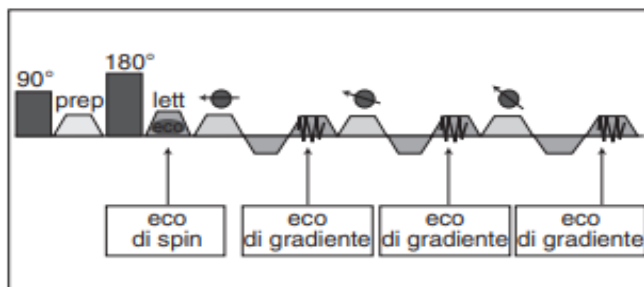 90°
prep
180°
lett
eco
eco
di spin
eco
di gradiente
eco
di gradiente
eco
di gradiente